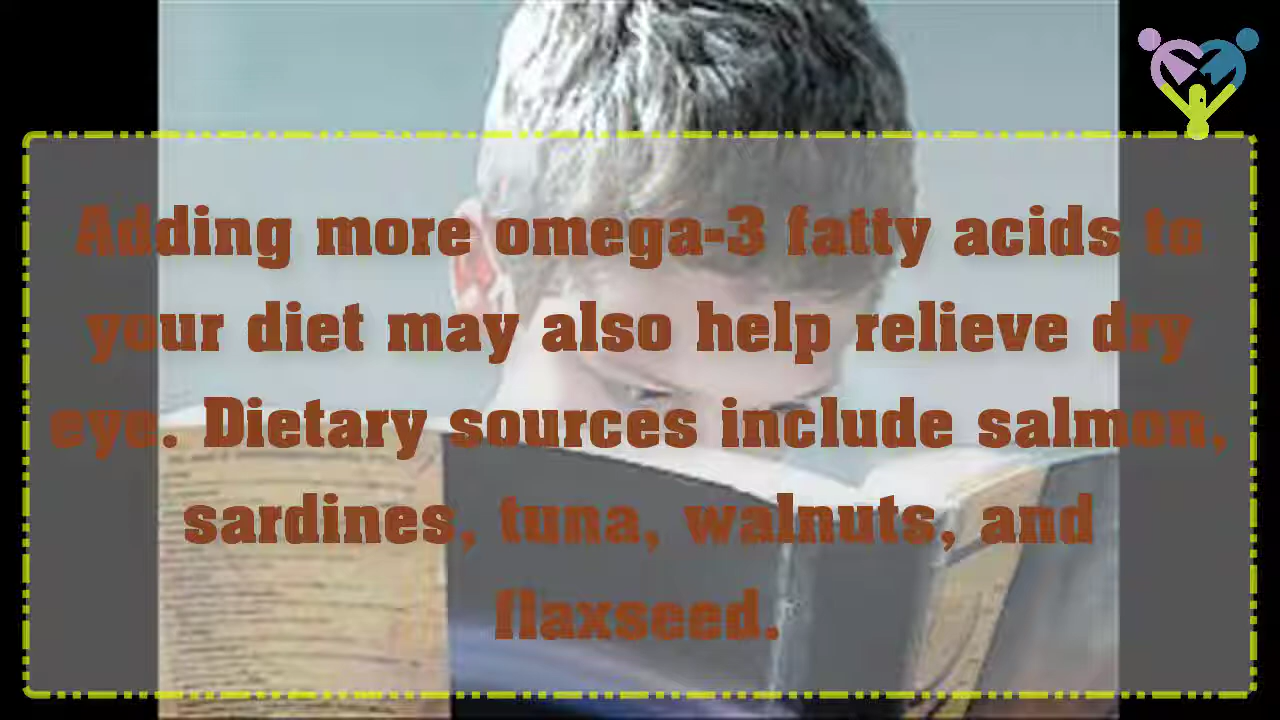 Adding more omega-3 fatty acids to
your diet may also help relieve dry
eye. Dietary sources include salmon,
sardines, tuna, walnuts, and
flaxseed.